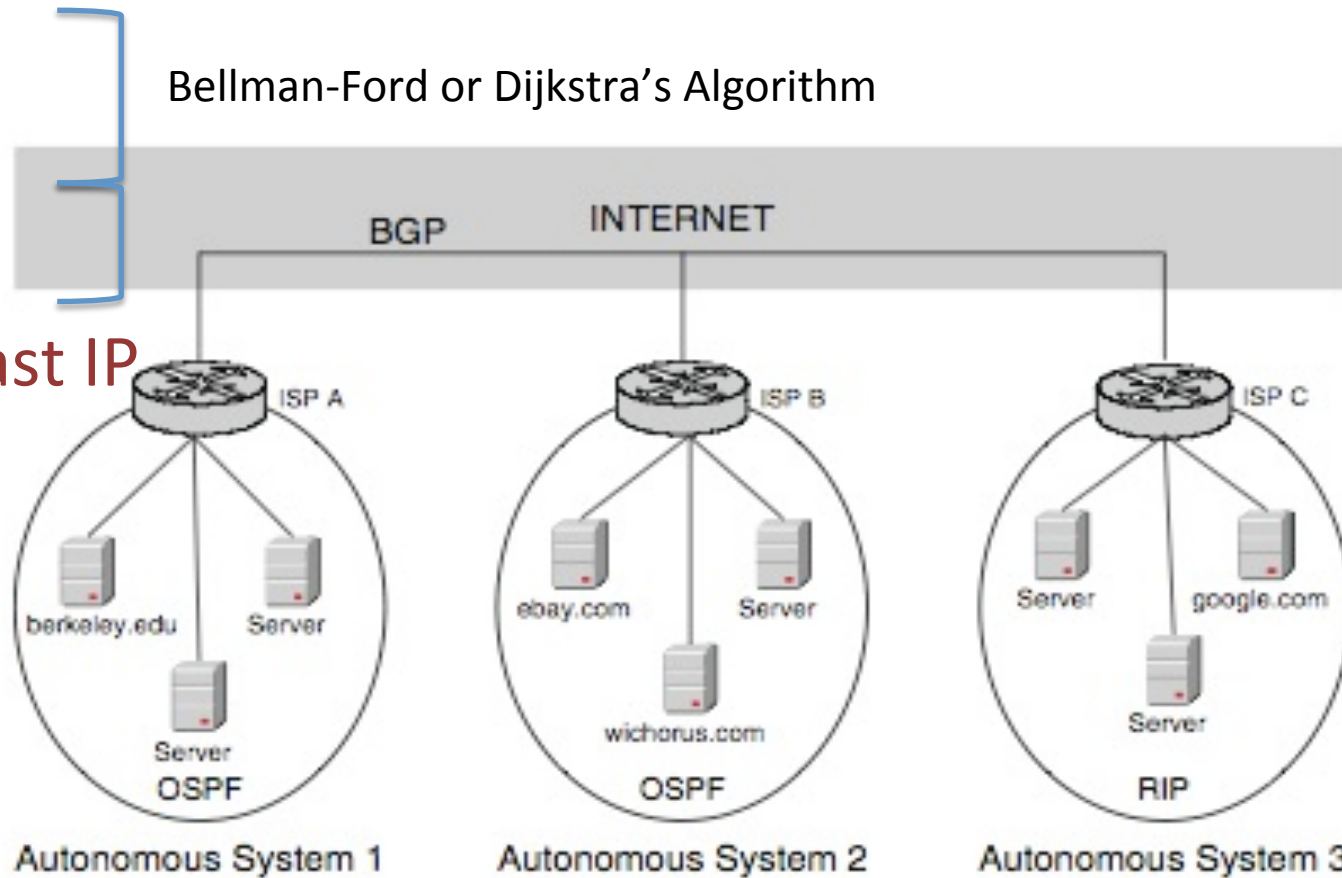 Bellman-Ford or Dijkstra's Algorithm
BGP
INTERNET
ast IP
ISP A
ISP B
ISP C
berkeley.edu
Server
Server
OSPF
ebay.com
Server
wichorus.com
OSPF
Server
google.com
Server
RIP
Autonomous System 1
Autonomous System 2
Autonomous System 3